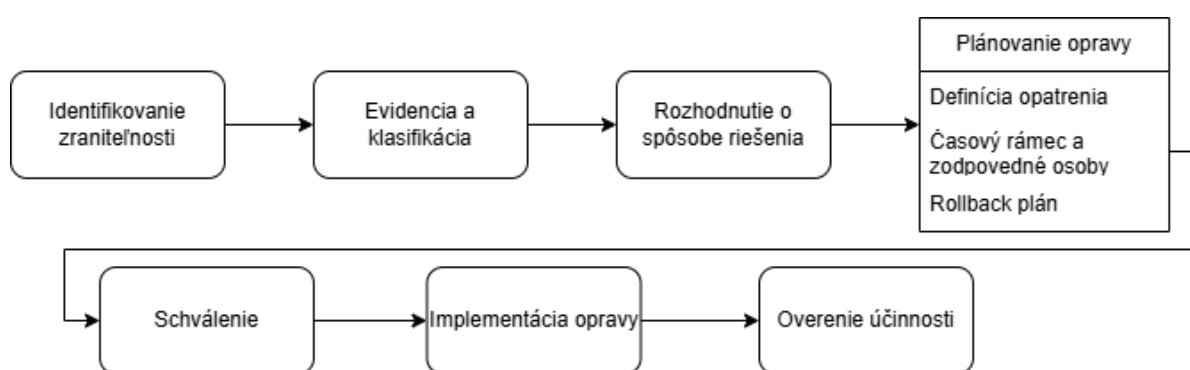 Identifikovanie
zraniteľnosti
Evidencia a
klasifikácia
Rozhodnutie o
spôsobe riešenia
Plánovanie opravy
Definícia opatrenia
Časový rámec a
zodpovedné osoby
Rollback plán
Schválenie
Implementácia opravy
Overenie účinnosti